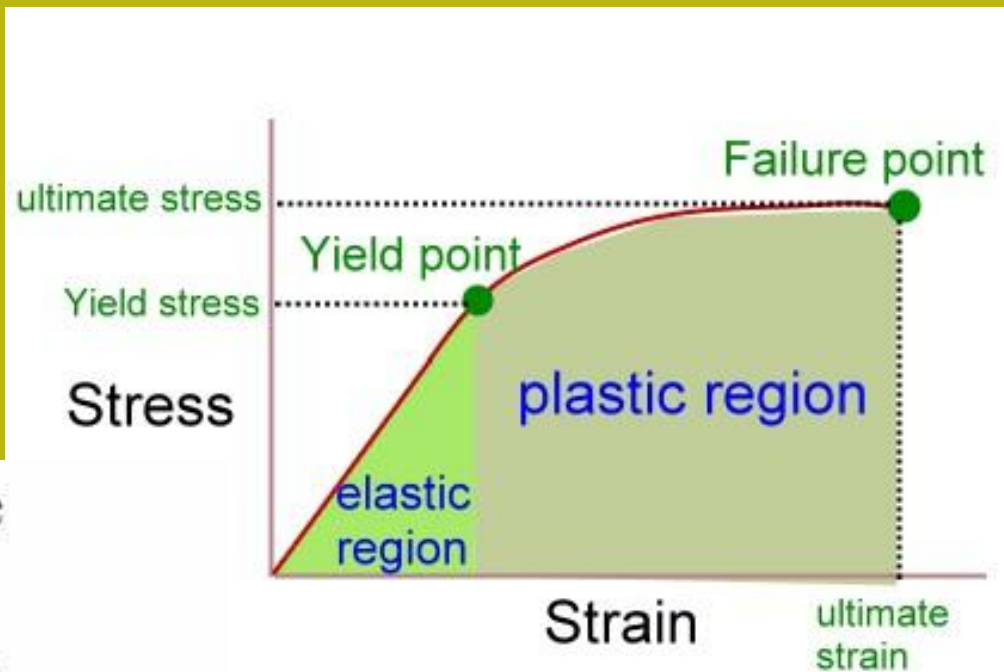 Failure point
ultimate stress
Yield point
Yield stress
Stress
plastic region
elastic
region
Strain
ultimate
strain